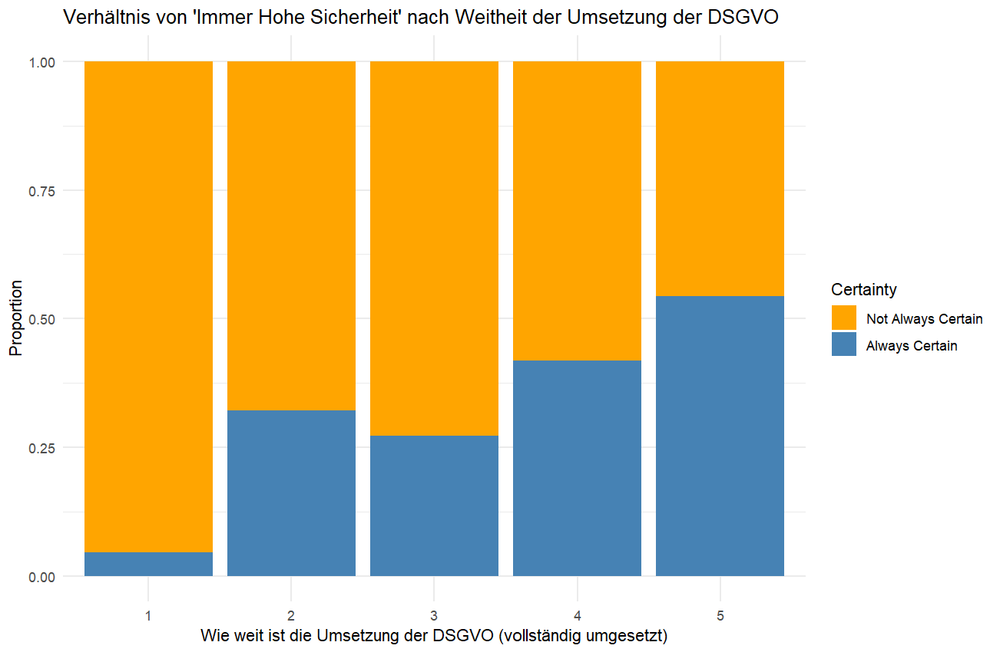 Verhältnis von 'Immer Hohe Sicherheit' nach Weitheit der Umsetzung der DSGVO
1.00
0.75
0.50
0.25
0.00
Proportion
1 2 3 4 5
Wie weit ist die Umsetzung der DSGVO (vollständig umgesetzt)
Certainty
Not Always Certain
Always Certain